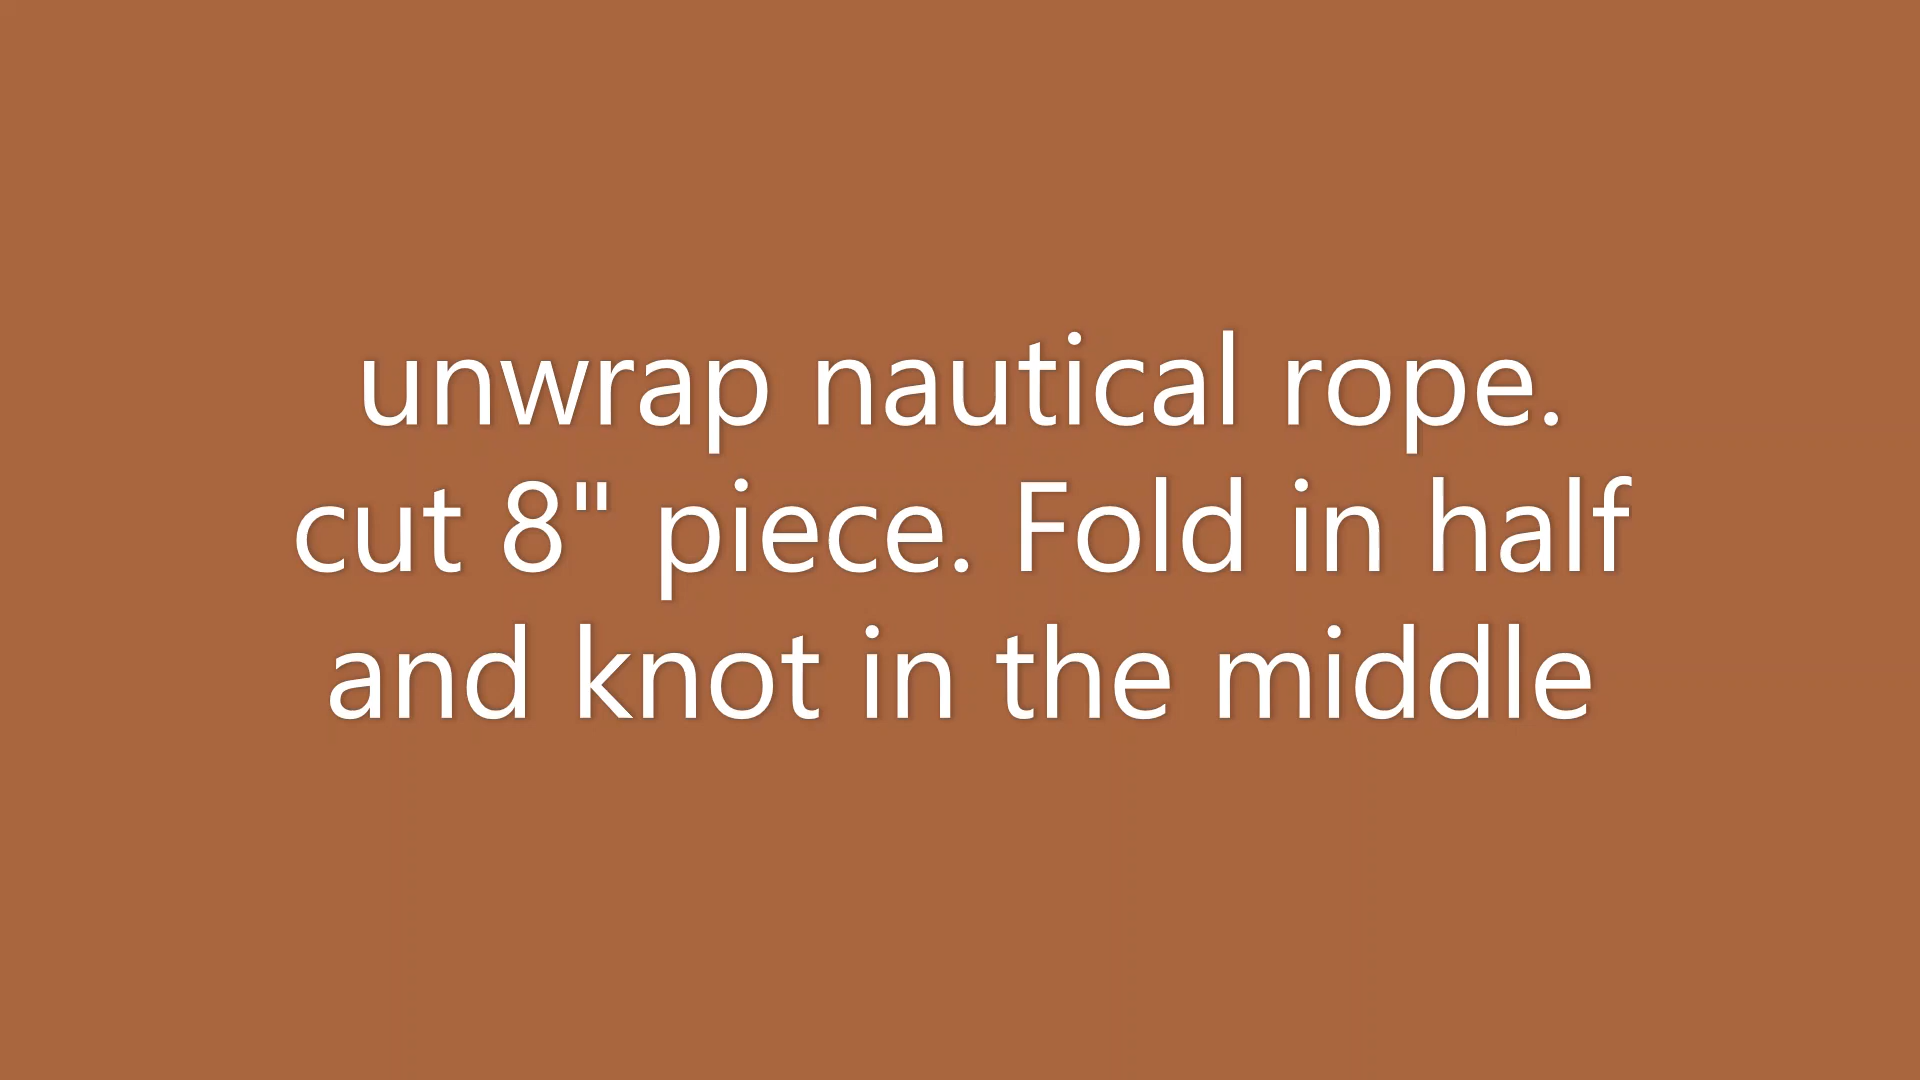 unwrap nautical rope.
cut 8" piece. Fold in half
and knot in the middle